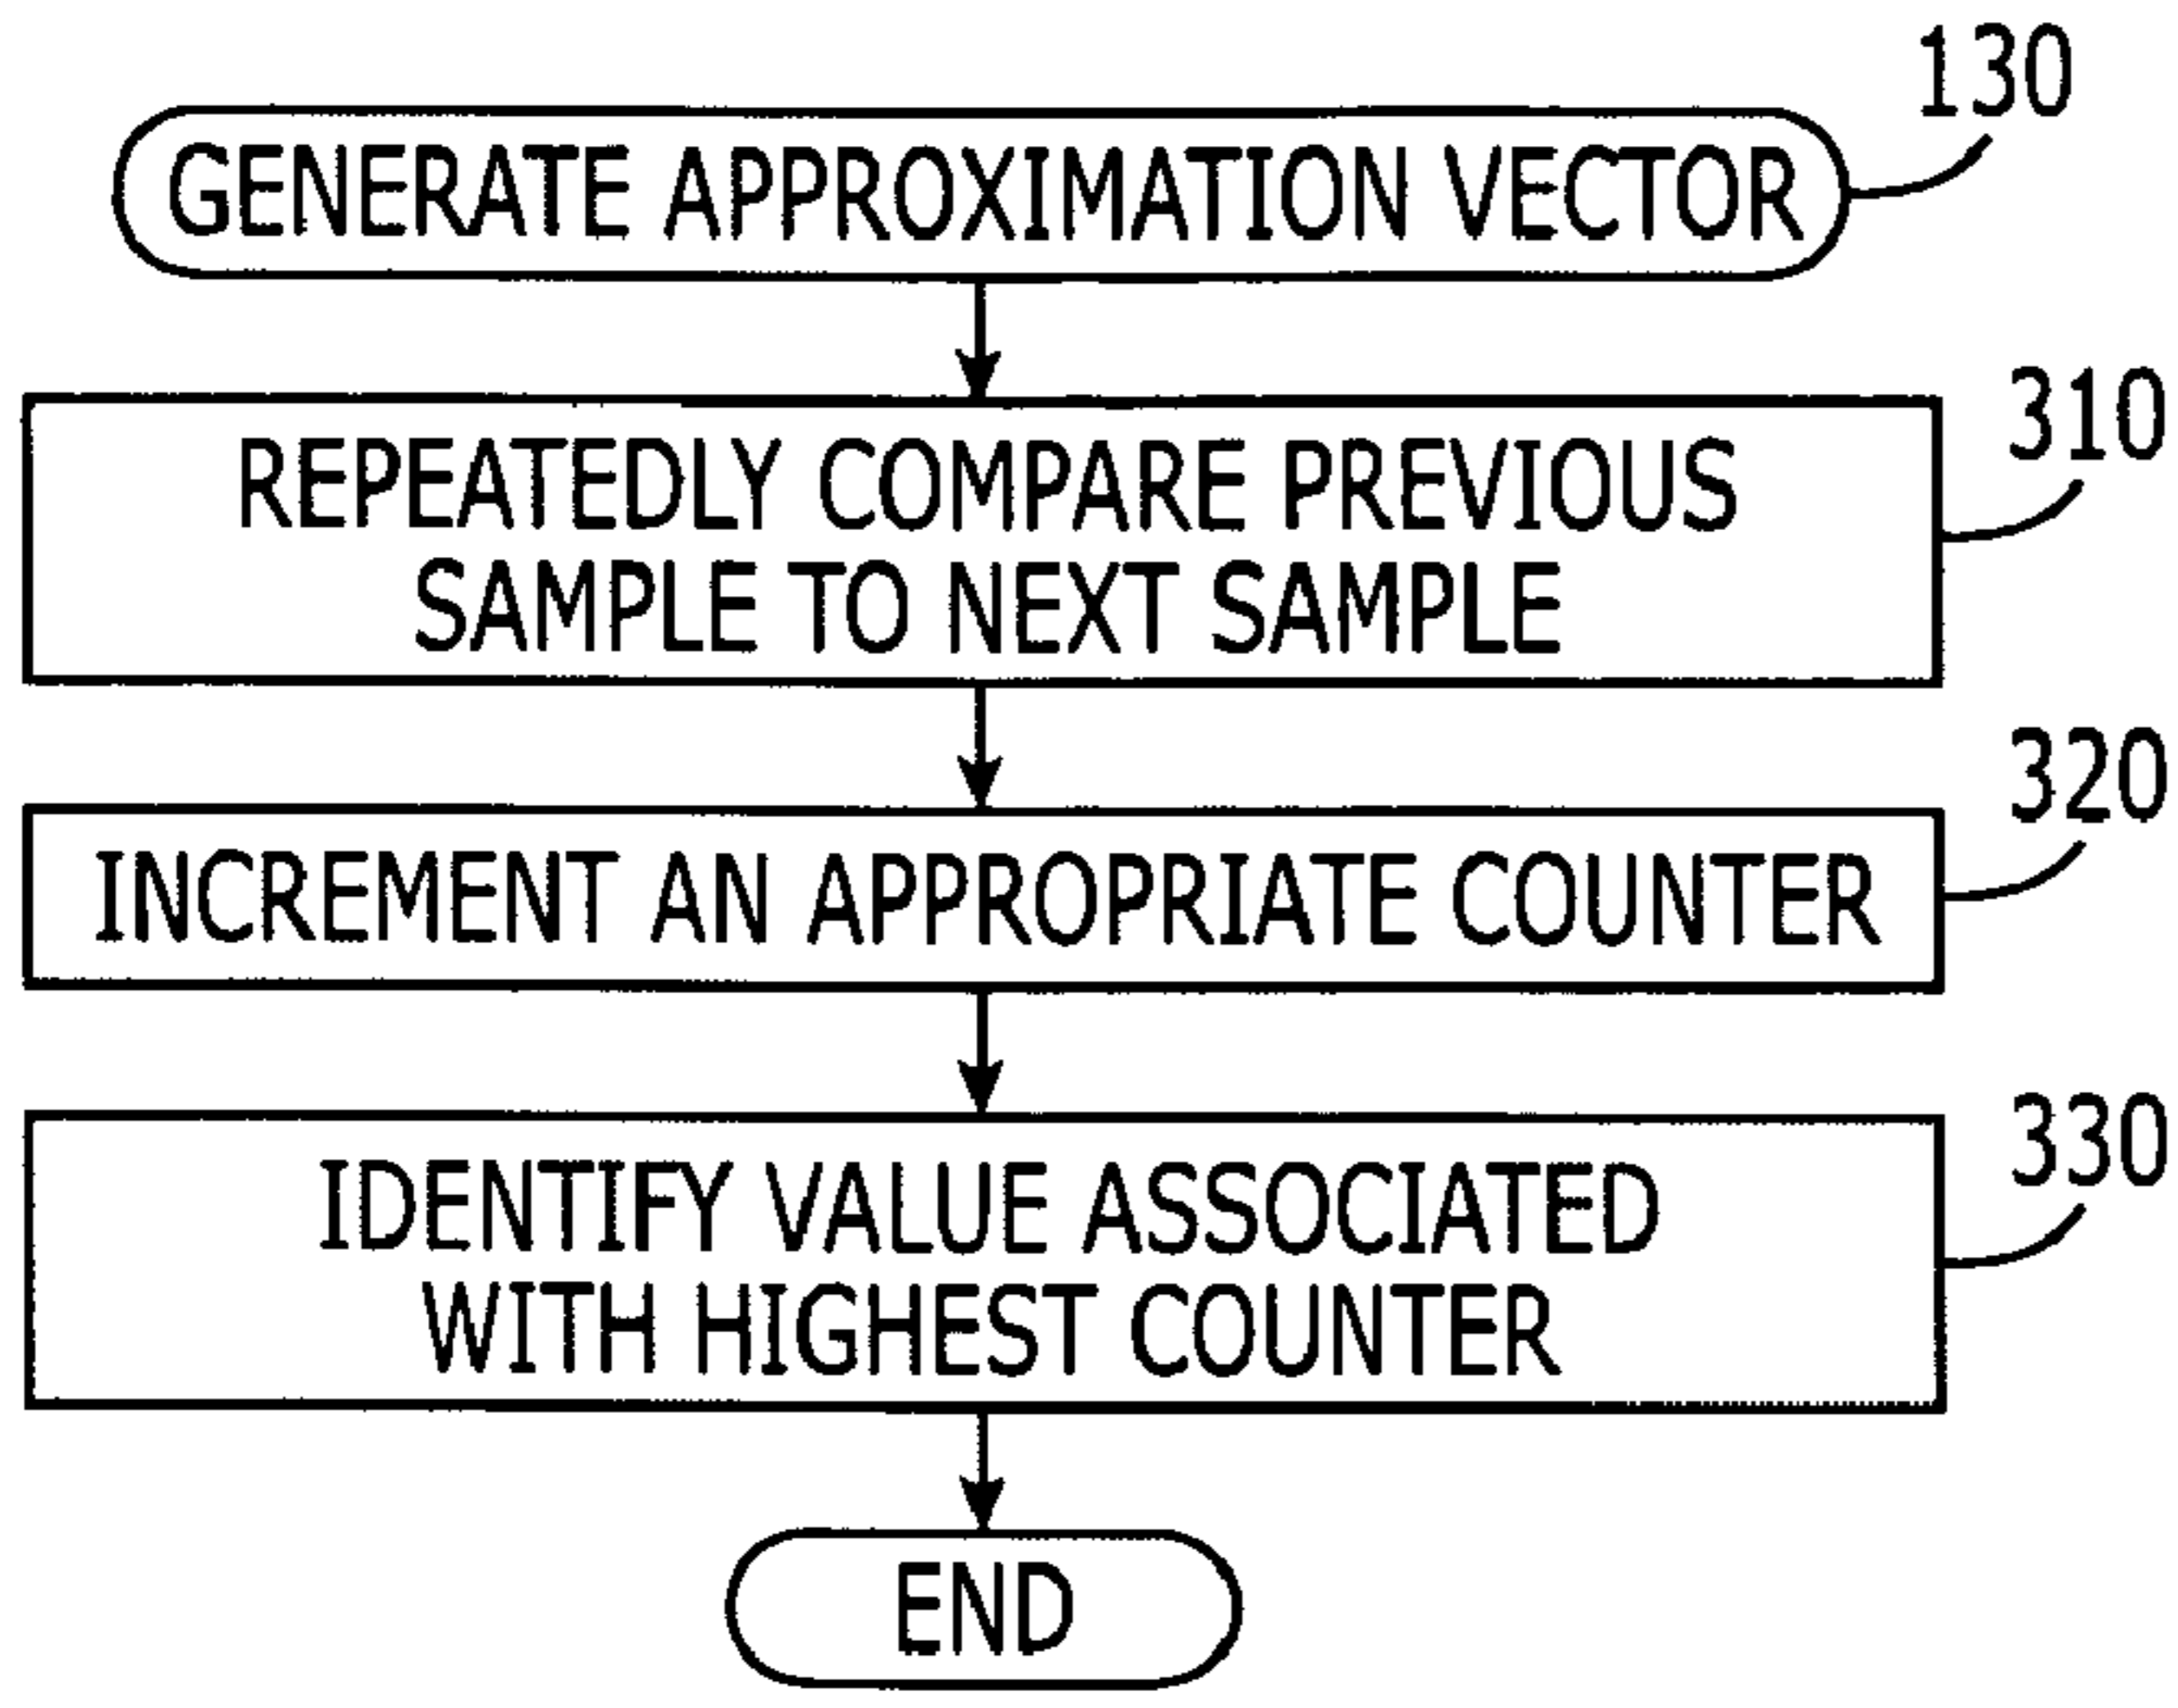 130
GENERATE APPROXIMATION VECTOR
310
REPEATEDLY COMPARE PREVIOUS
SAMPLE TO NEXT SAMPLE
320
INCREMENT AN APPROPRIATE COUNTER
330
IDENTIFY VALUE ASSOCIATED
WITH HIGHEST COUNTER
END